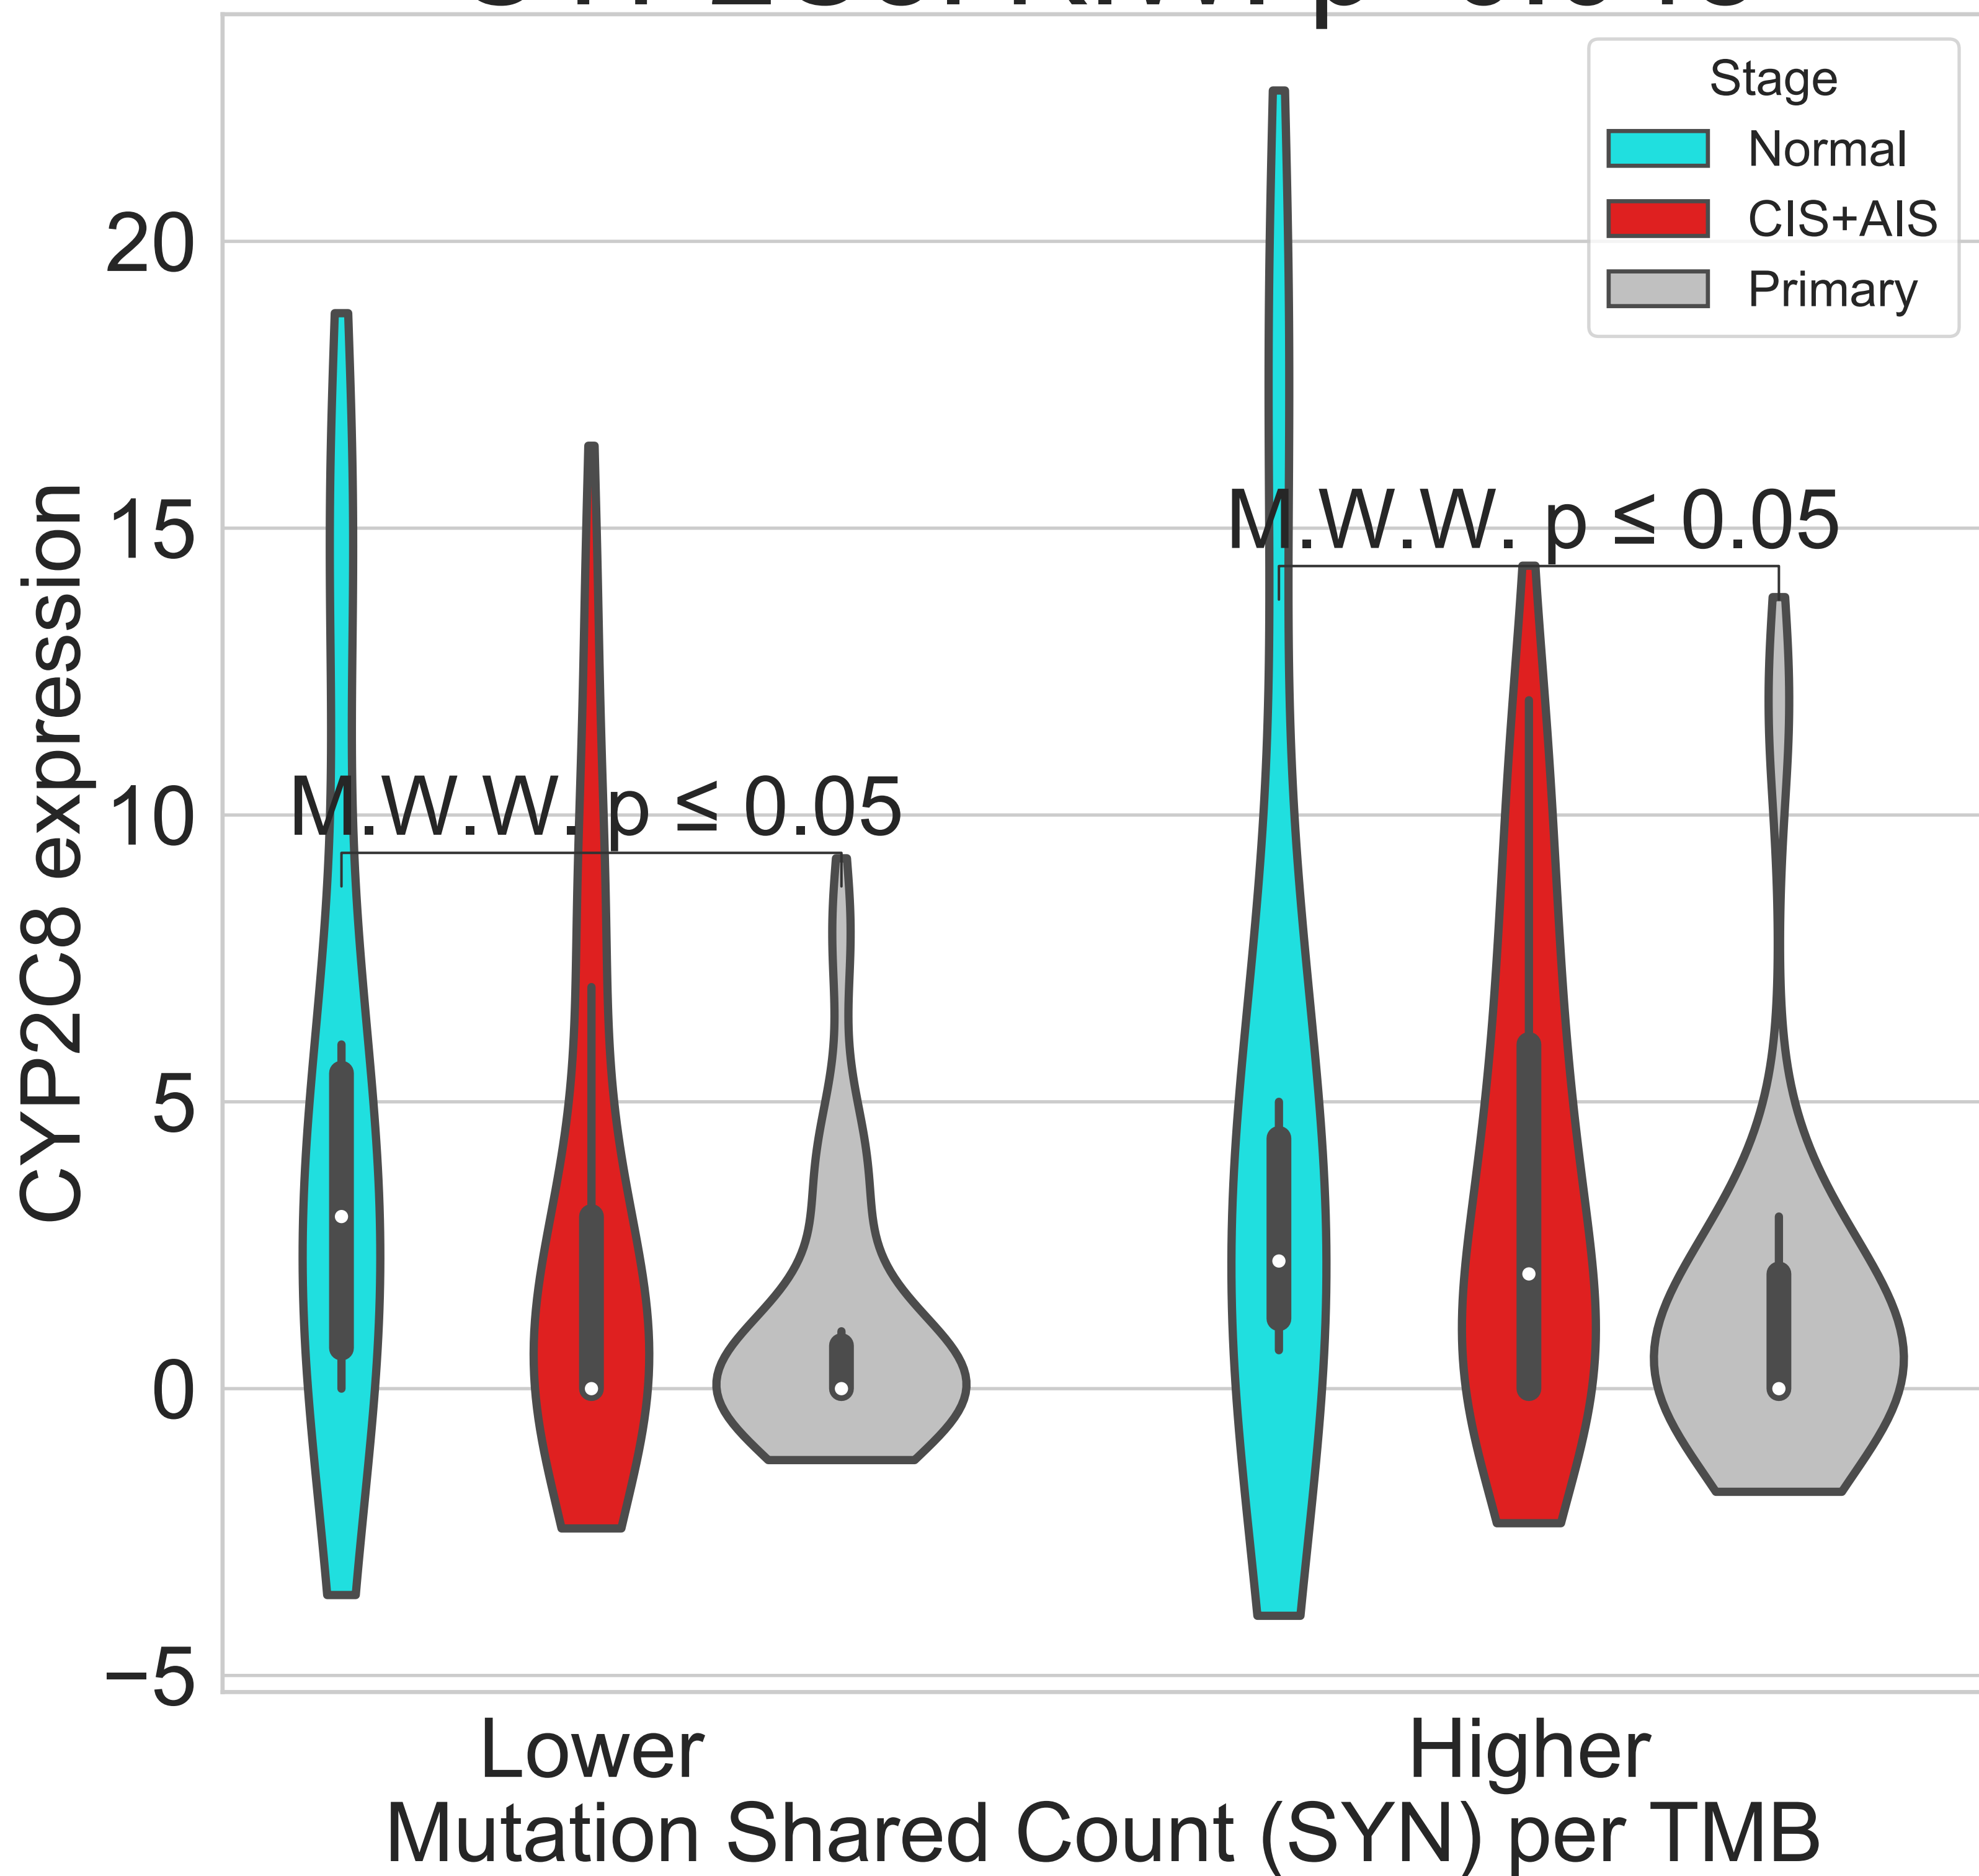 Stage
Normal
CIS+AIS
Primary
20
15
10
5
0
−5
CYP2C8 expression
M.W.W. p ≤ 0.05
M.W.W. p ≤ 0.05
Lower
Higher
Mutation Shared Count (SYN) per TMB